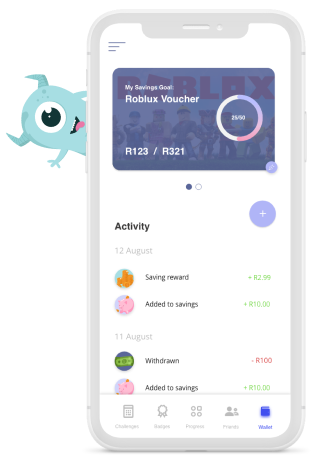 ROBLOX
My Savings Goal:
Roblux Voucher
25/50
R123 / R321
+
Activity
12 August
Saving reward
+ R2.99
Added to savings
+ R10,00
11 August
Withdrawn
- R100
Added to savings
+ R10,00
Challenges
Badges
Progress
Friends
Wallet